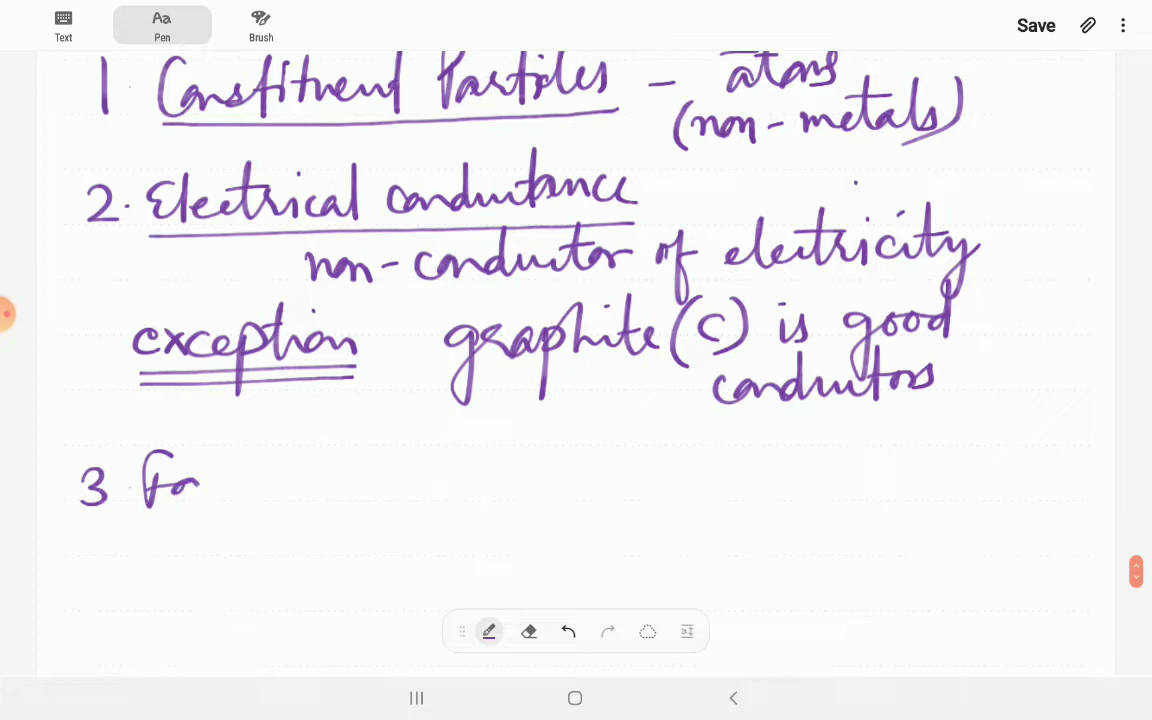 Text
Aa
Pen
Brush
Save
1. Constituent Particles - atoms
(non-metals)
2. Electrical conductance
non-conductor of electricity
exception graphite (C) is good
conductors
3. Fo